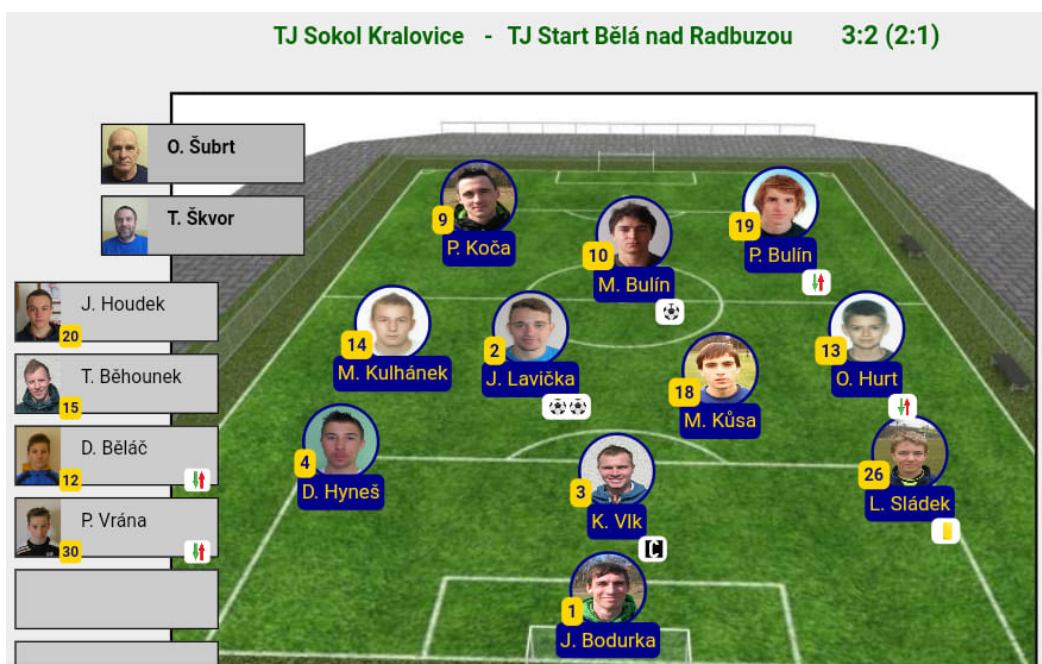 TJ Sokol Kralovice - TJ Start Bělá nad Radbuzou 3:2 (2:1)
O. Šubrt
T. Škvor
J. Houdek
20
T. Běhounek
15
D. Běláč
12
P. Vrána
30
9
P. Koča
10
M. Bulín
19
P. Bulín
14
M. Kulhánek
2
J. Lavička
18
M. Kůsa
13
O. Hurt
4
D. Hyneš
3
K. Vlk
C
26
L. Sládek
1
J. Bodurka